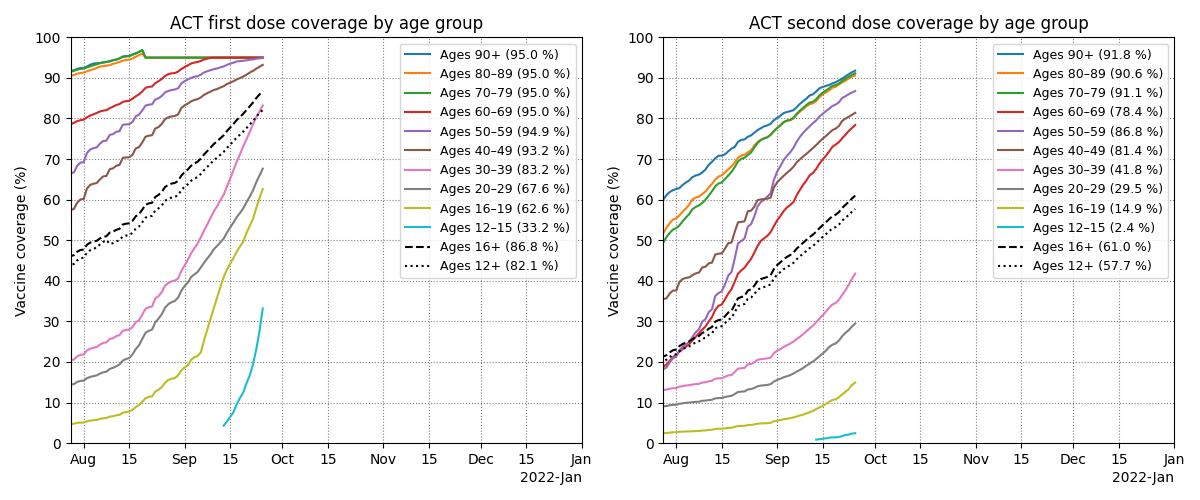 ACT first dose coverage by age group
Vaccine coverage (%)
100
90
80
70
60
50
40
30
20
10
0
Aug 15 Sep 15 Oct 15 Nov 15 Dec 15 Jan
2022-Jan
Ages 90+ (95.0 %)
Ages 80–89 (95.0 %)
Ages 70–79 (95.0 %)
Ages 60–69 (95.0 %)
Ages 50–59 (94.9 %)
Ages 40–49 (93.2 %)
Ages 30–39 (83.2 %)
Ages 20–29 (67.6 %)
Ages 16–19 (62.6 %)
Ages 12–15 (33.2 %)
Ages 16+ (86.8 %)
Ages 12+ (82.1 %)
ACT second dose coverage by age group
Vaccine coverage (%)
100
90
80
70
60
50
40
30
20
10
0
Aug 15 Sep 15 Oct 15 Nov 15 Dec 15 Jan
2022-Jan
Ages 90+ (91.8 %)
Ages 80–89 (90.6 %)
Ages 70–79 (91.1 %)
Ages 60–69 (78.4 %)
Ages 50–59 (86.8 %)
Ages 40–49 (81.4 %)
Ages 30–39 (41.8 %)
Ages 20–29 (29.5 %)
Ages 16–19 (14.9 %)
Ages 12–15 (2.4 %)
Ages 16+ (61.0 %)
Ages 12+ (57.7 %)